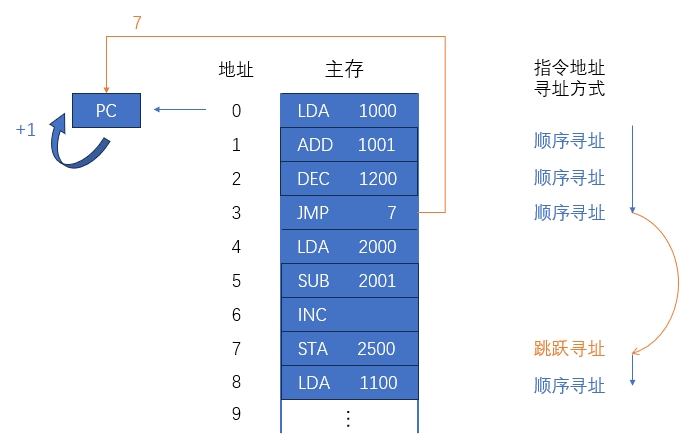 7
地址 主存 指令地址
寻址方式
PC
+1
0 LDA 1000
1 ADD 1001 顺序寻址
2 DEC 1200 顺序寻址
3 JMP 7 顺序寻址
4 LDA 2000
5 SUB 2001
6 INC
7 STA 2500 跳跃寻址
8 LDA 1100 顺序寻址
9 ⋮